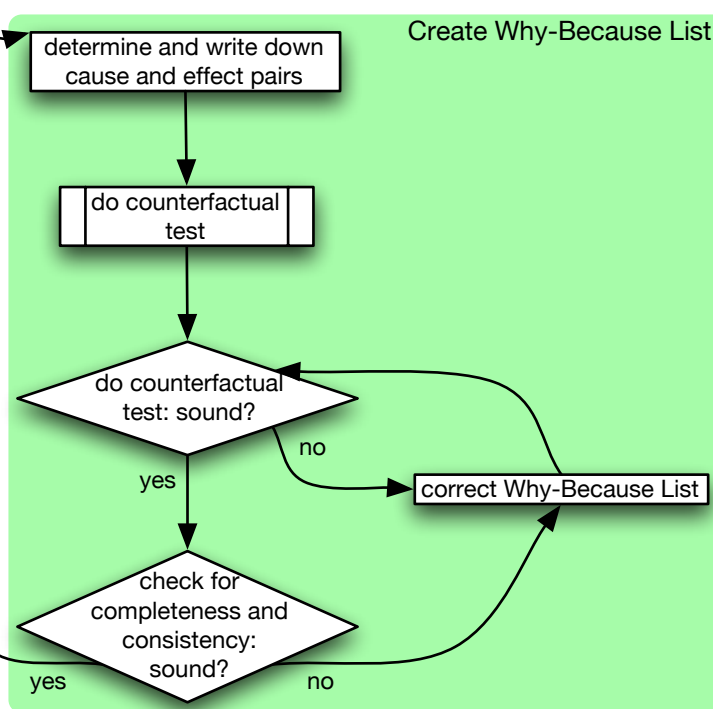 Create Why-Because List
determine and write down
cause and effect pairs
do counterfactual
test
do counterfactual
test: sound?
no
yes
correct Why-Because List
check for
completeness and
consistency:
sound?
yes
no